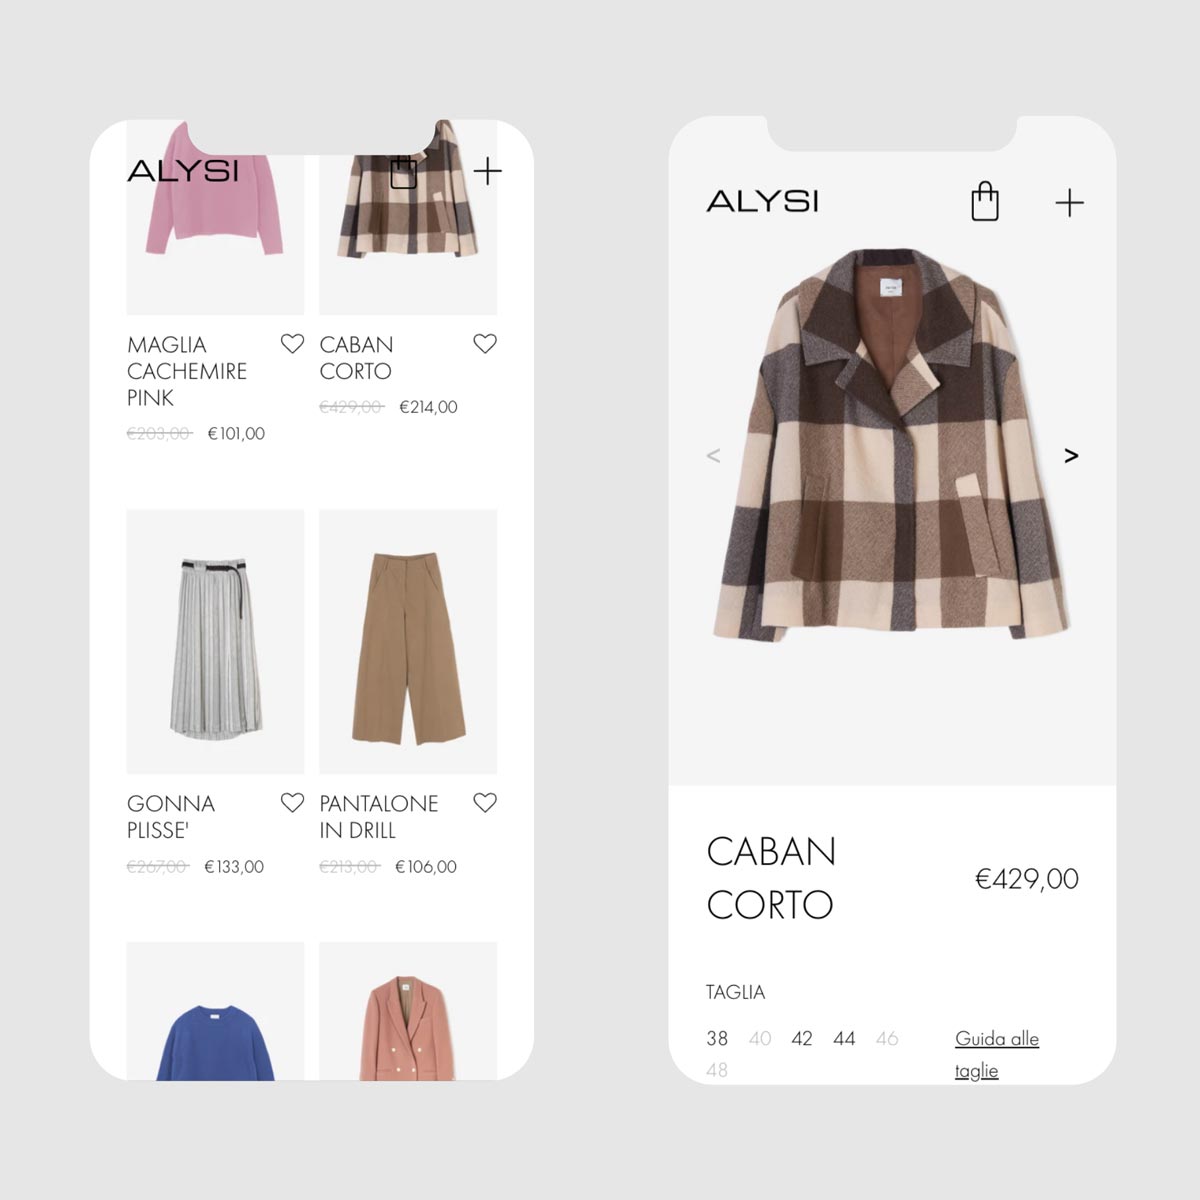 ALYSI
MAGLIA
CACHEMIRE
PINK
€203,00 €101,00
CABAN
CORTO
€429,00 €214,00
GONNA
PLISSE'
€267,00 €133,00
PANTALONE
IN DRILL
€213,00 €106,00
ALYSI
< >
CABAN
CORTO
€429,00
TAGLIA
38 40 42 44 46
48
Guida alle
taglie